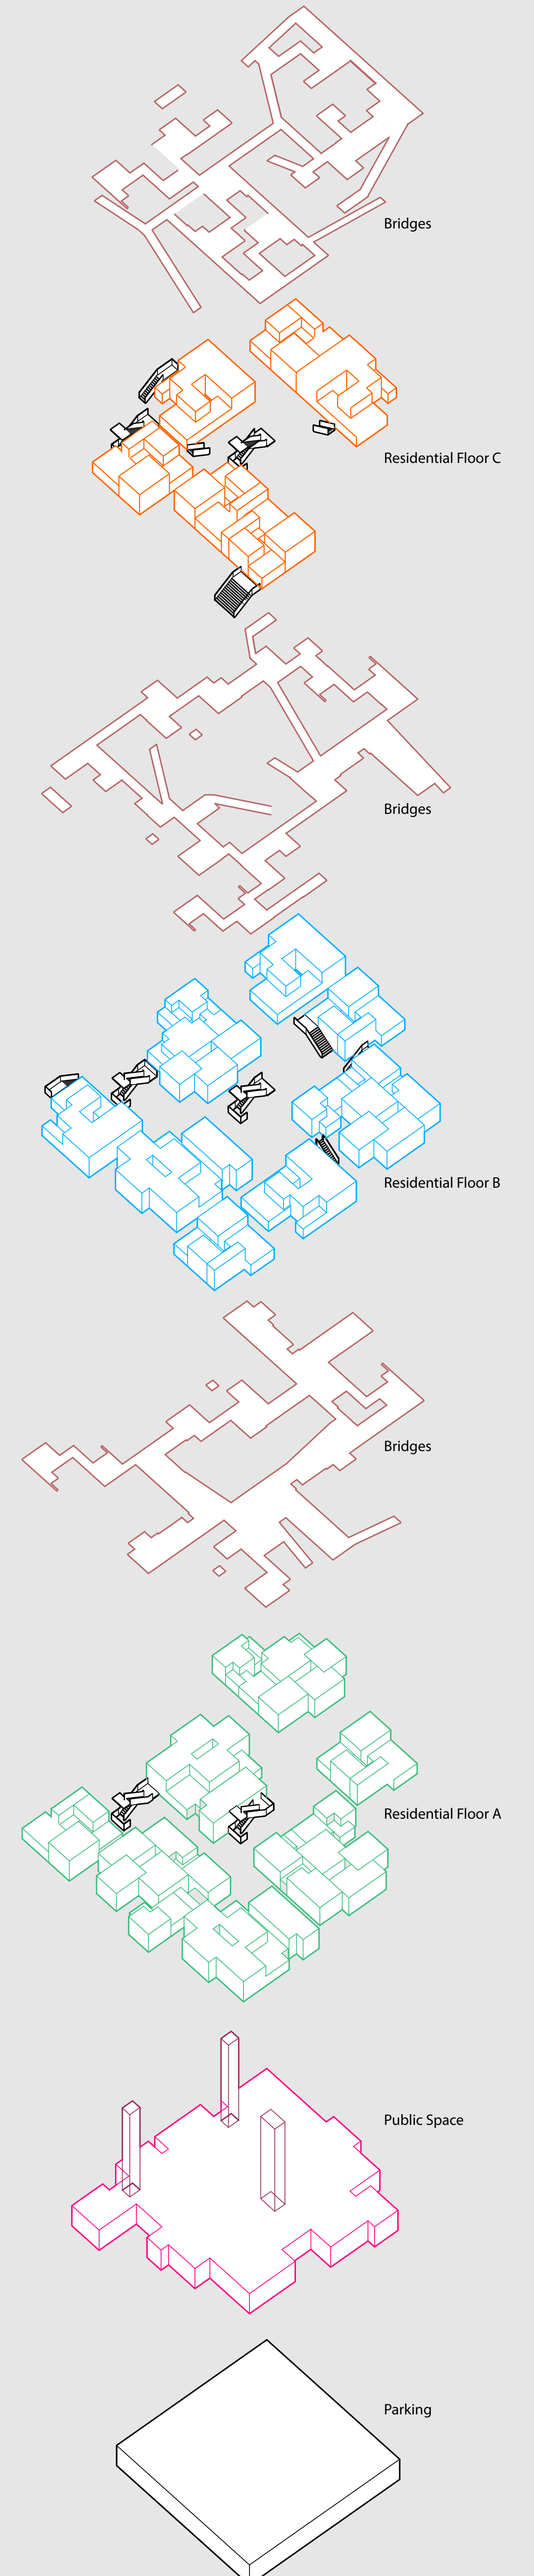 Bridges
Residential Floor C
Bridges
Residential Floor B
Bridges
Residential Floor A
Public Space
Parking